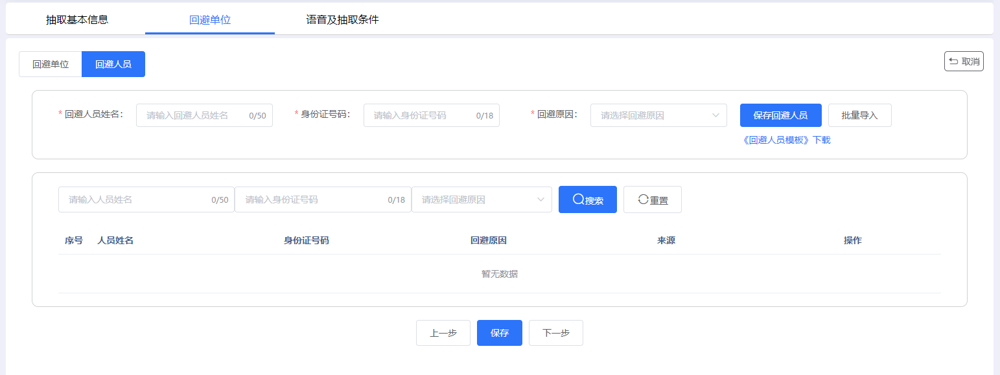 抽取基本信息 回避单位 语音及抽取条件
回避单位 回避人员 取消
* 回避人员姓名： 请输入回避人员姓名 0/50 * 身份证号码： 请输入身份证号码 0/18 * 回避原因： 请选择回避原因 保存回避人员 批量导入
《回避人员模板》下载
请输入人员姓名 0/50 请输入身份证号码 0/18 请选择回避原因 搜索 重置
序号 人员姓名 身份证号码 回避原因 来源 操作
暂无数据
上一步 保存 下一步